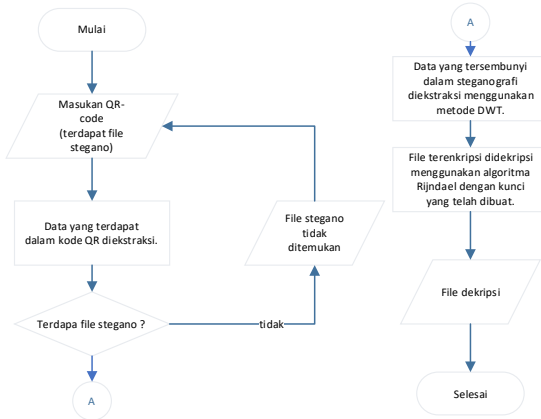 Mulai
Masukan QR-
code
(terdapat file
stegano)
Data yang terdapat
dalam kode QR diekstraksi.
Terdapa file stegano ?
tidak
File stegano
tidak
ditemukan
A
A
Data yang tersembunyi
dalam steganografi
diekstraksi menggunakan
metode DWT.
File terenkripsi didekripsi
menggunakan algoritma
Rijndael dengan kunci
yang telah dibuat.
File dekripsi
Selesai